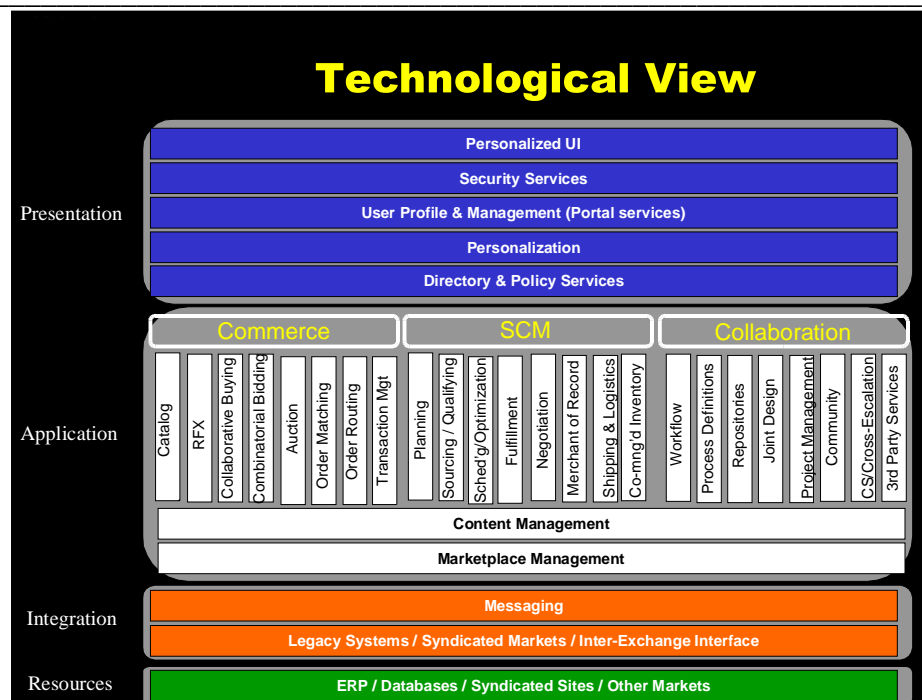 Technological View
Presentation
Personalized UI
Security Services
User Profile & Management (Portal services)
Personalization
Directory & Policy Services
Application
Commerce
SCM
Collaboration
Catalog
RFX
Collaborative Buying
Combinatorial Bidding
Auction
Order Matching
Order Routing
Transaction Mgt
Planning
Sourcing / Qualifying
Sched'g/Optimization
Fulfillment
Negotiation
Merchant of Record
Shipping & Logistics
Co-mng'd Inventory
Workflow
Process Definitions
Repositories
Joint Design
Project Management
Community
CS/Cross-Escalation
3rd Party Services
Content Management
Marketplace Management
Integration
Messaging
Legacy Systems / Syndicated Markets / Inter-Exchange Interface
Resources
ERP / Databases / Syndicated Sites / Other Markets